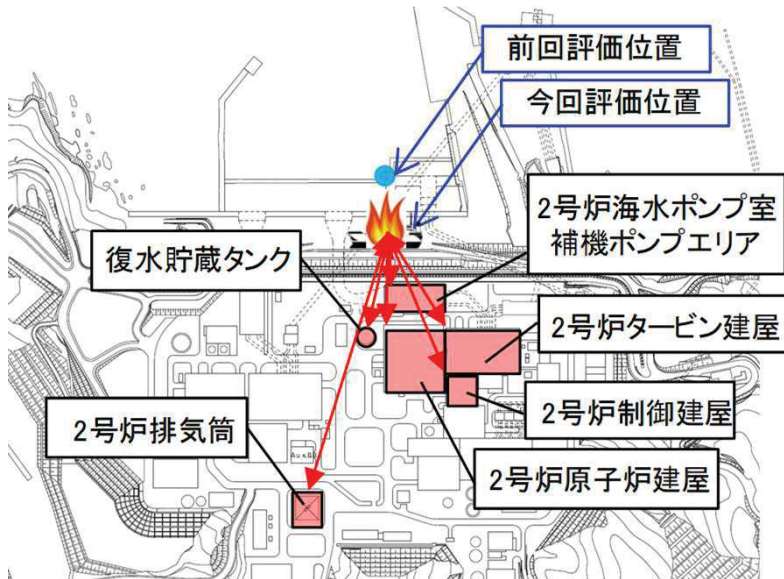 前回評価位置
今回評価位置
2号炉海水ポンプ室
補機ポンプエリア
復水貯蔵タンク
2号炉タービン建屋
2号炉制御建屋
2号炉排気筒
2号炉原子炉建屋